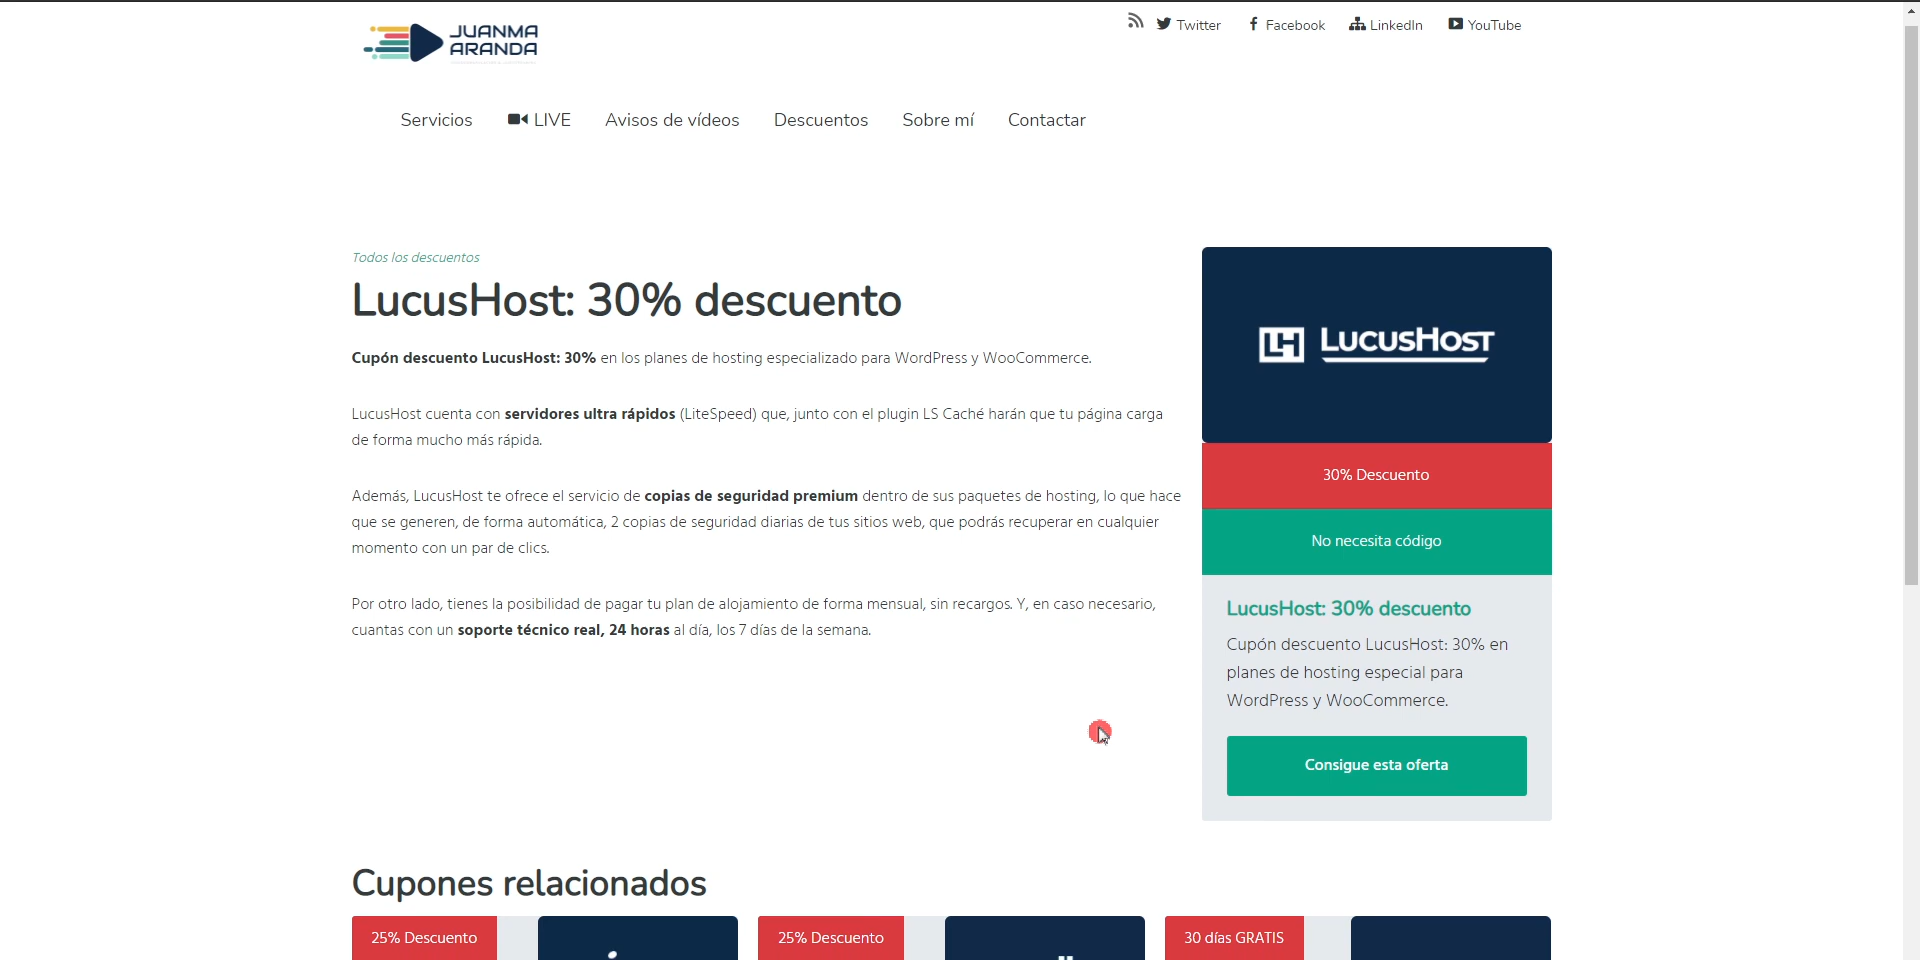 JUANMA
ARANDA
Twitter
Facebook
LinkedIn
YouTube
Servicios
LIVE
Avisos de vídeos
Descuentos
Sobre mí
Contactar
Todos los descuentos
LucusHost: 30% descuento
Cupón descuento LucusHost: 30% en los planes de hosting especializado para WordPress y WooCommerce.
LucusHost cuenta con servidores ultra rápidos (LiteSpeed) que, junto con el plugin LS Caché harán que tu página carga
de forma mucho más rápida.
Además, LucusHost te ofrece el servicio de copias de seguridad premium dentro de sus paquetes de hosting, lo que hace
que se generen, de forma automática, 2 copias de seguridad diarias de tus sitios web, que podrás recuperar en cualquier
momento con un par de clics.
Por otro lado, tienes la posibilidad de pagar tu plan de alojamiento de forma mensual, sin recargos. Y, en caso necesario,
cuantas con un soporte técnico real, 24 horas al día, los 7 días de la semana.
LH LUCUSHOST
30% Descuento
No necesita código
LucusHost: 30% descuento
Cupón descuento LucusHost: 30% en
planes de hosting especial para
WordPress y WooCommerce.
Consigue esta oferta
Cupones relacionados
25% Descuento
25% Descuento
30 días GRATIS